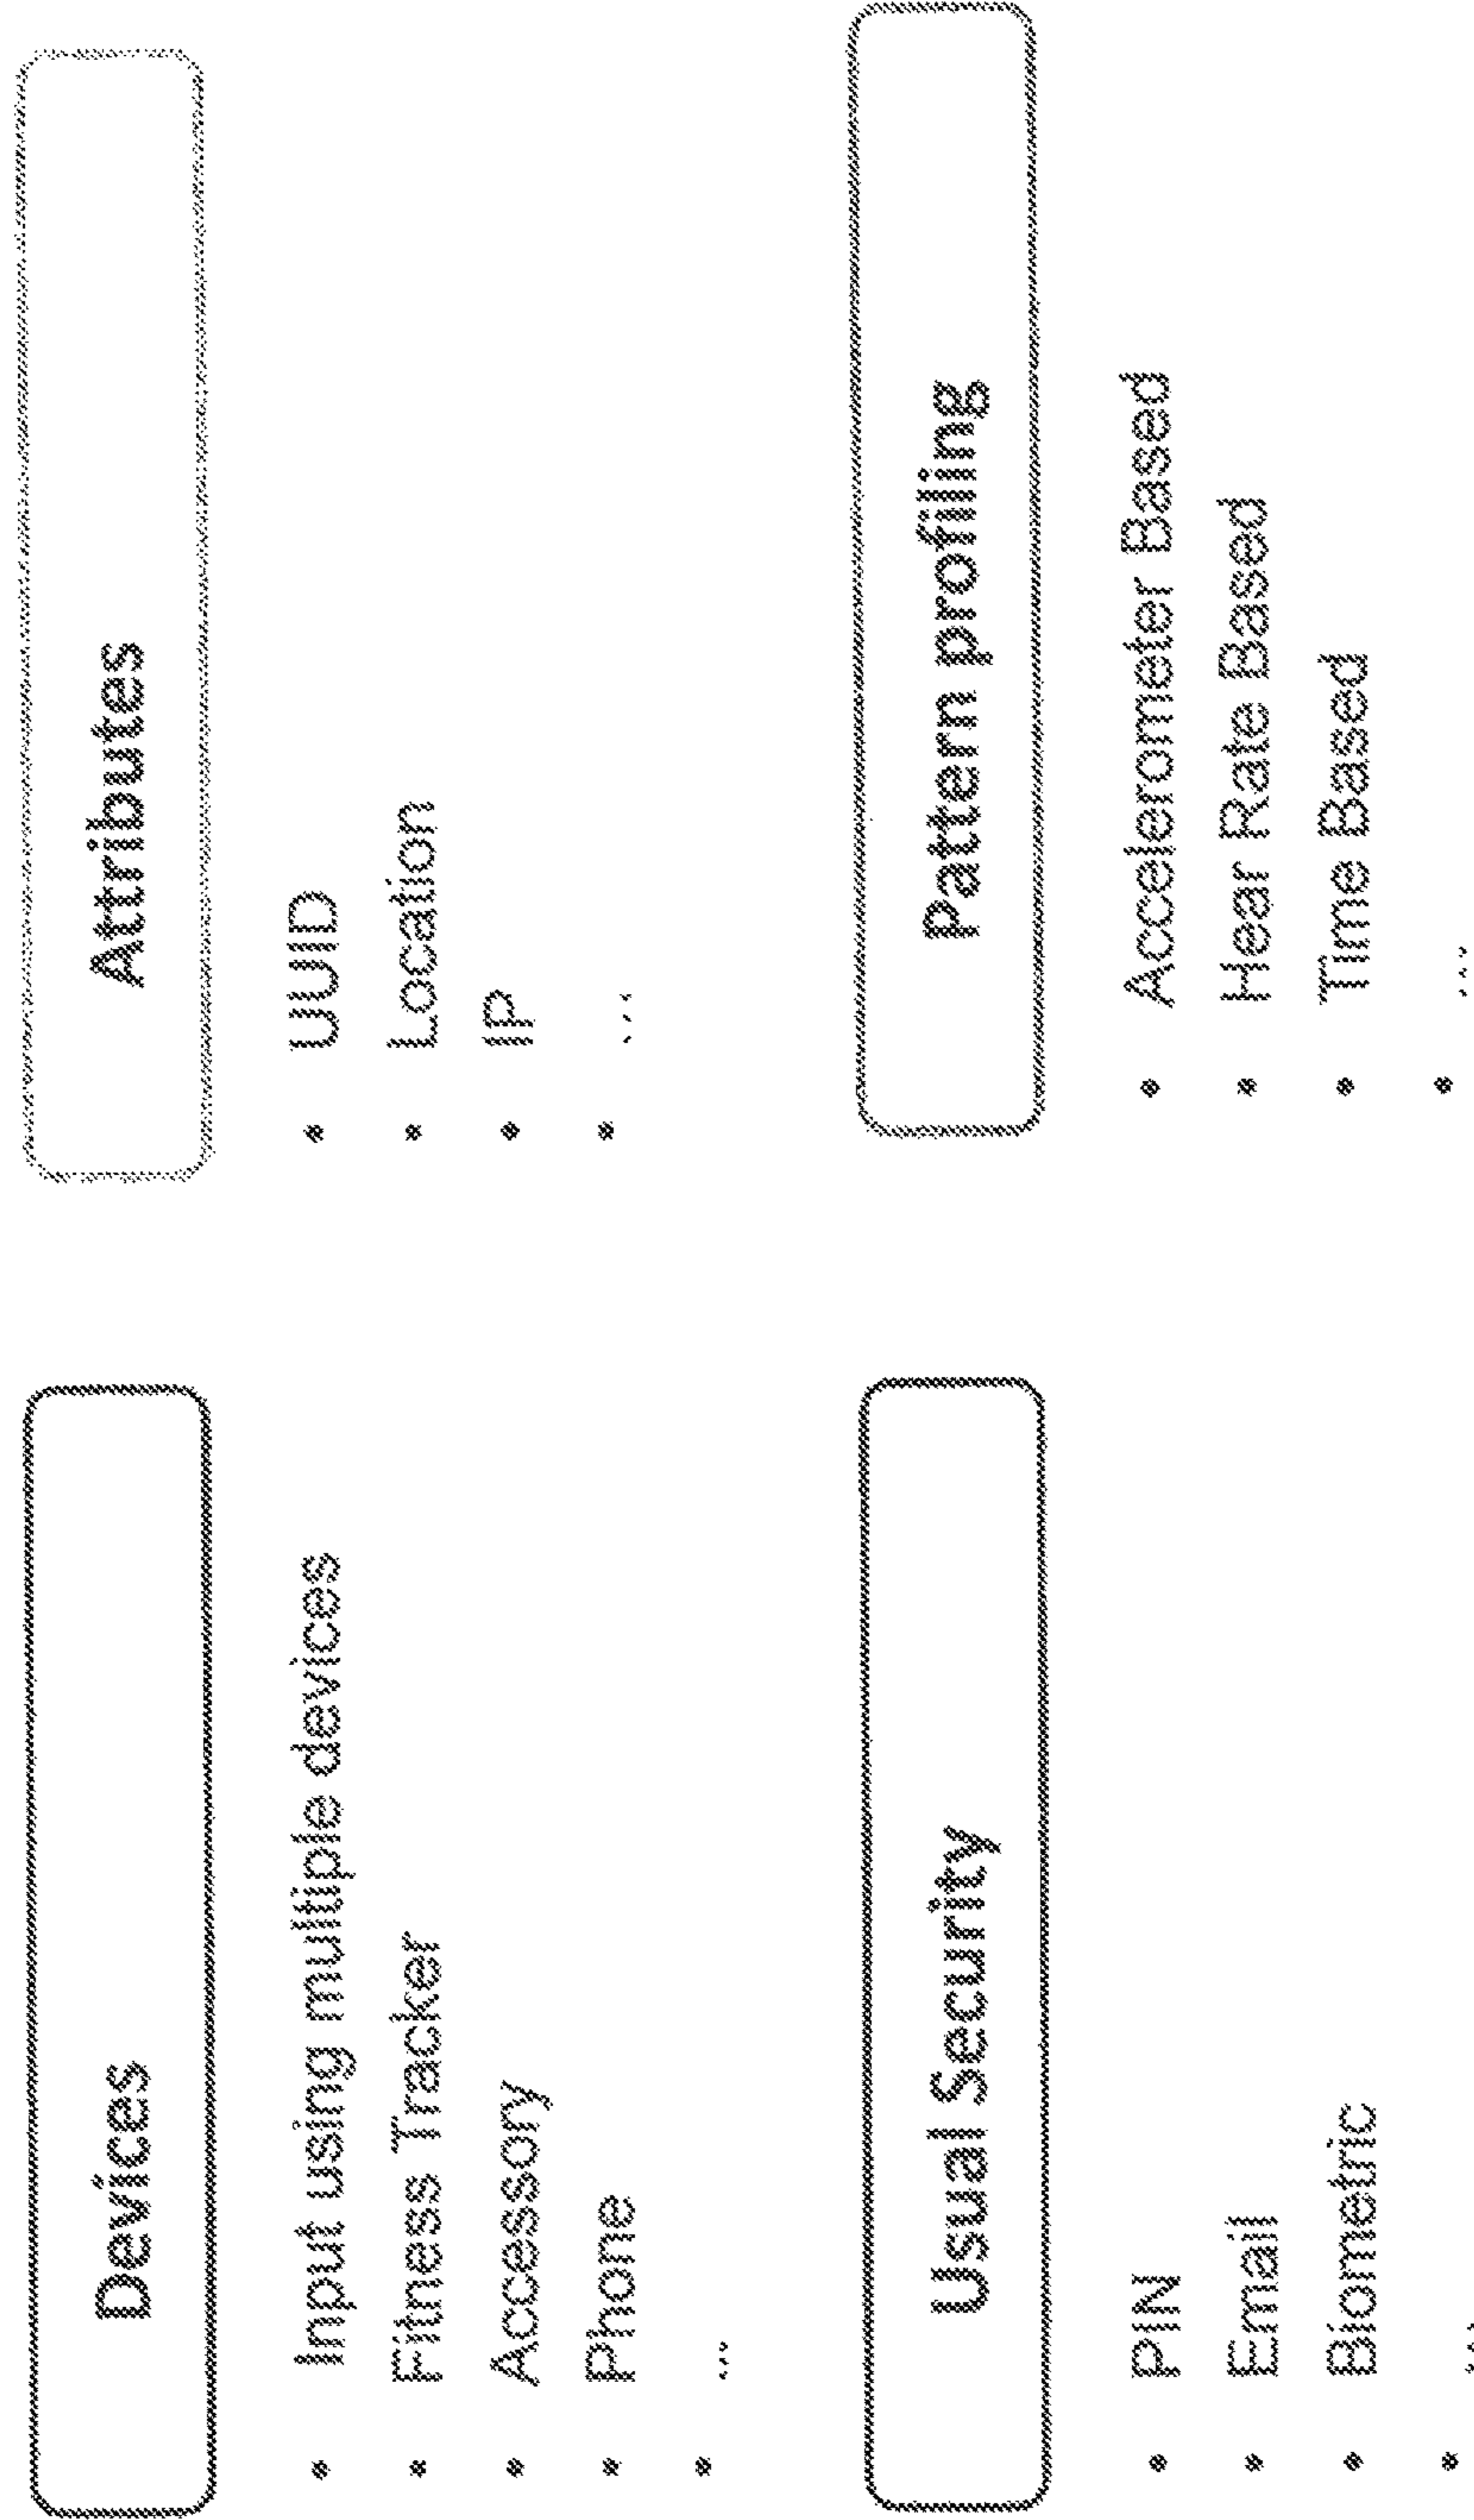 Devices
• Input using multiple devices
• Fitness Tracker
• Accessory
• Phone
• ...
Attributes
• UUID
• Location
• IP
• ...
Usual Security
• PIN
• Email
• Biometric
• ...
Pattern profiling
• Accelerometer Based
• Hear Rate Based
• Time Based
• ...